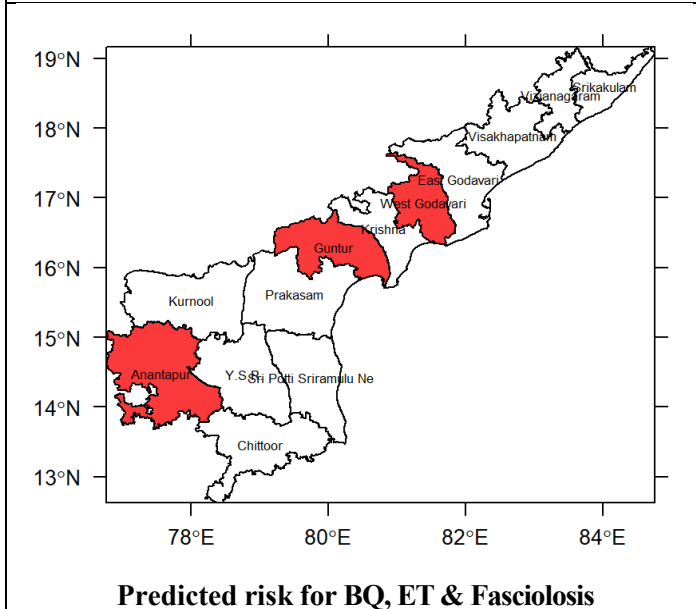 19°N
18°N
17°N
16°N
15°N
14°N
13°N
Srikakulam
Vizianagaram
Visakhapatnam
East Godavari
West Godavari
Krishna
Guntur
Prakasam
Kurnool
Anantapur
Y.S.R.
Sri Potti Sriramulu Ne
Chittoor
78°E 80°E 82°E 84°E
Predicted risk for BQ, ET & Fasciolosis